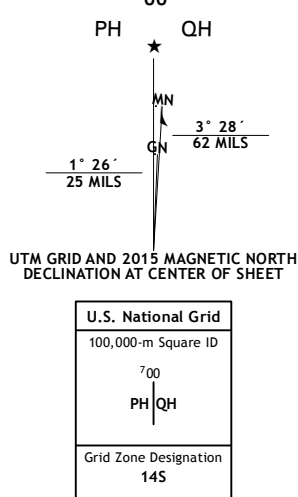 PH QH
★
MN
3° 28´
62 MILS
GN
1° 26´
25 MILS
UTM GRID AND 2015 MAGNETIC NORTH
DECLINATION AT CENTER OF SHEET
U.S. National Grid
100,000-m Square ID
⁷00
PH QH
Grid Zone Designation
14S